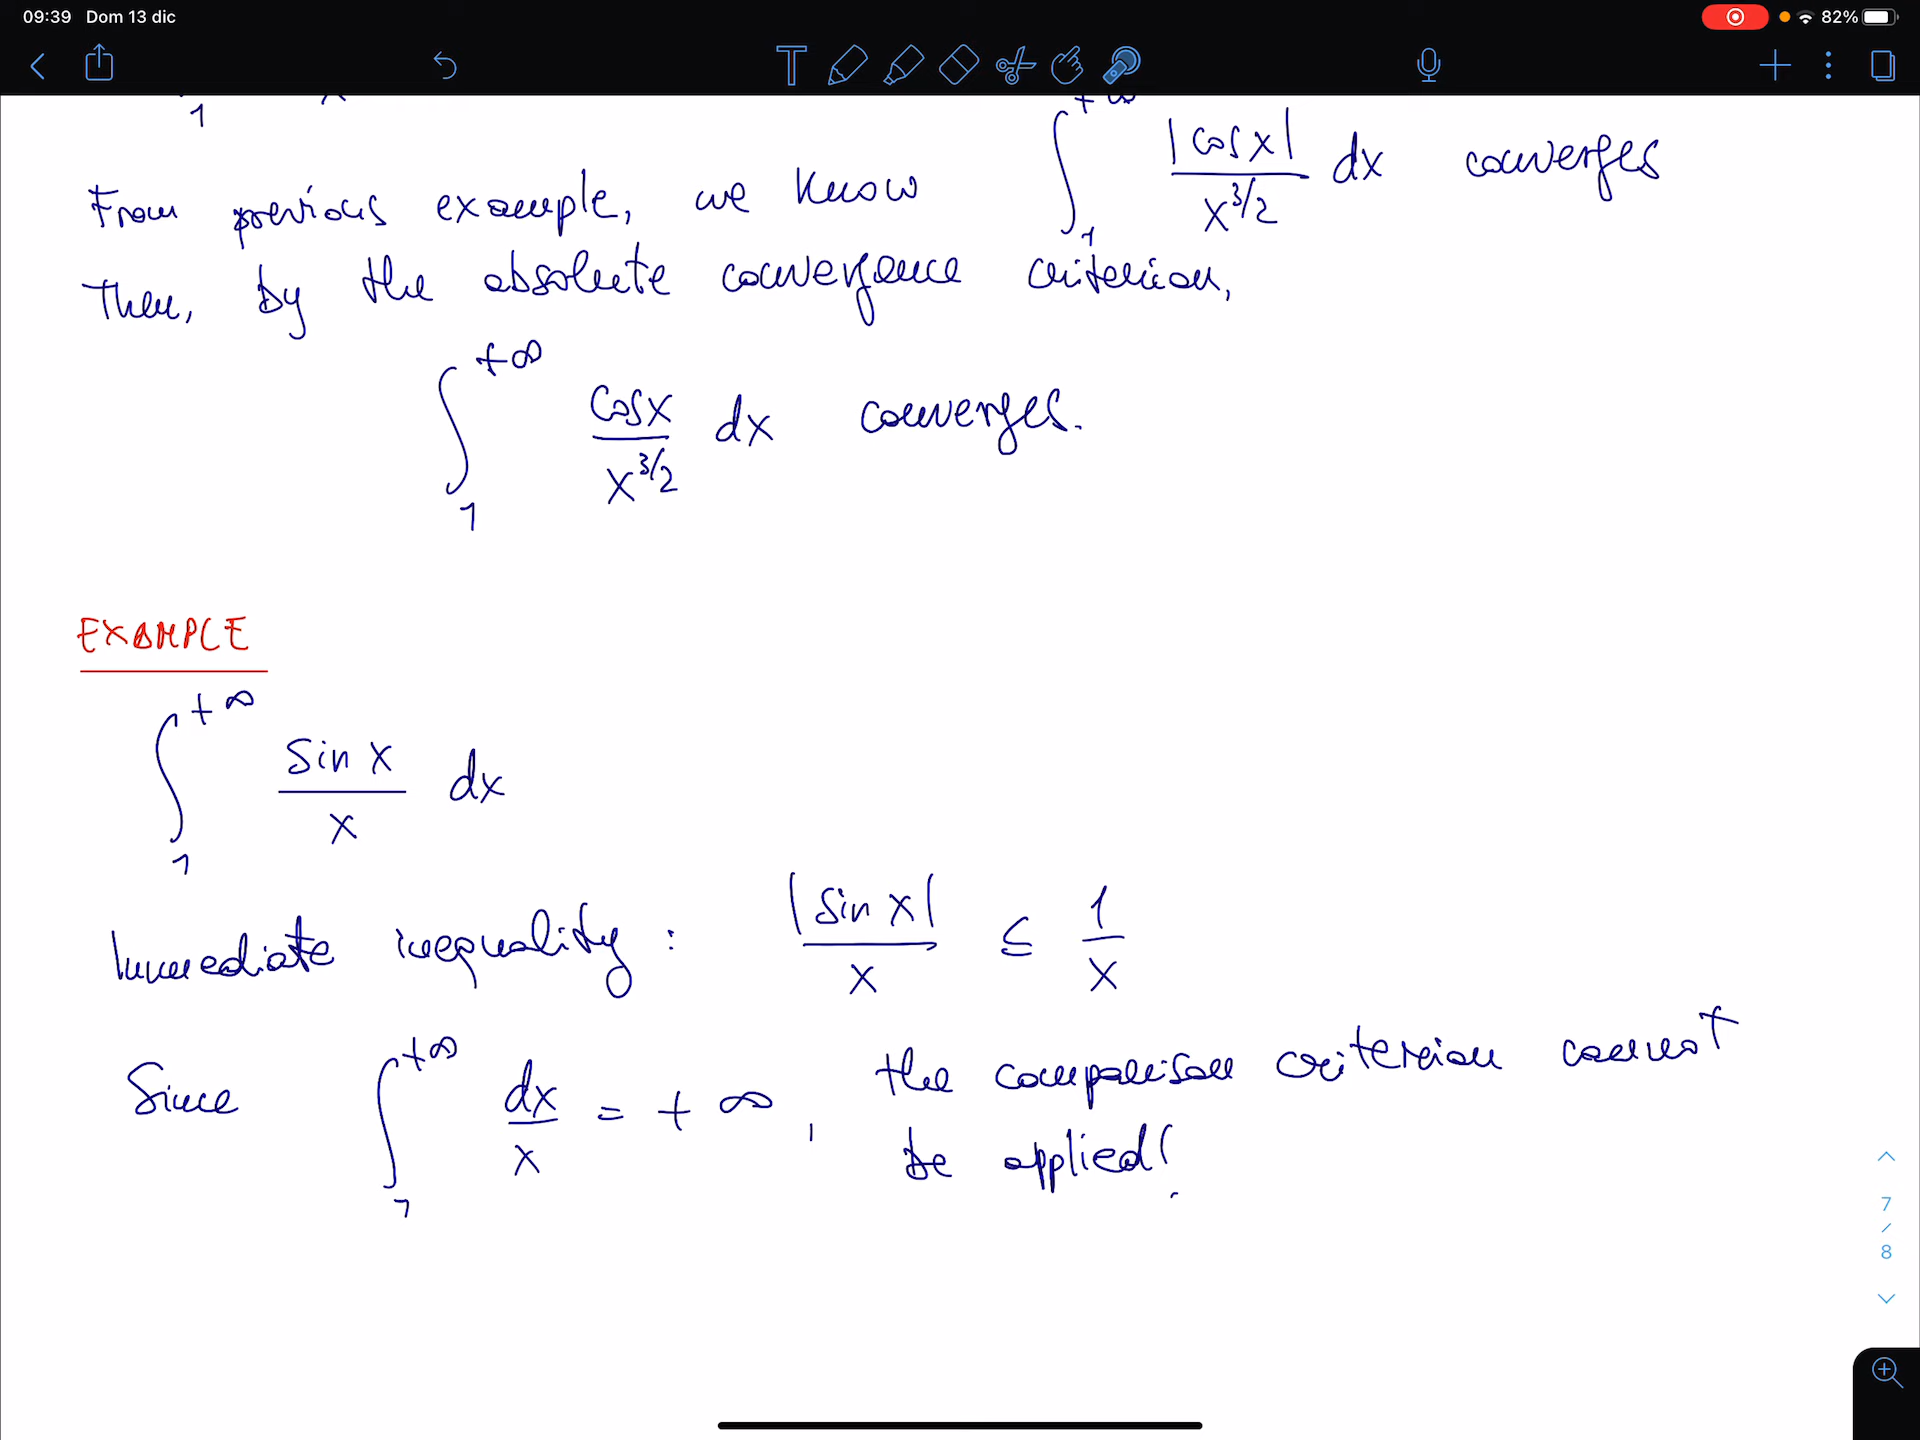 09:39 Dom 13 dic 82%
1
From previous example, we know ∫₁^{+∞} |cos x| / x^{3/2} dx converges
Then, by the absolute convergence criterion,
∫₁^{+∞} cos x / x^{3/2} dx converges.
EXAMPLE
∫₁^{+∞} sin x / x dx
Immediate inequality: |sin x| / x ≤ 1 / x
Since ∫₁^{+∞} dx / x = +∞, the comparison criterion cannot
be applied!
7
/
8